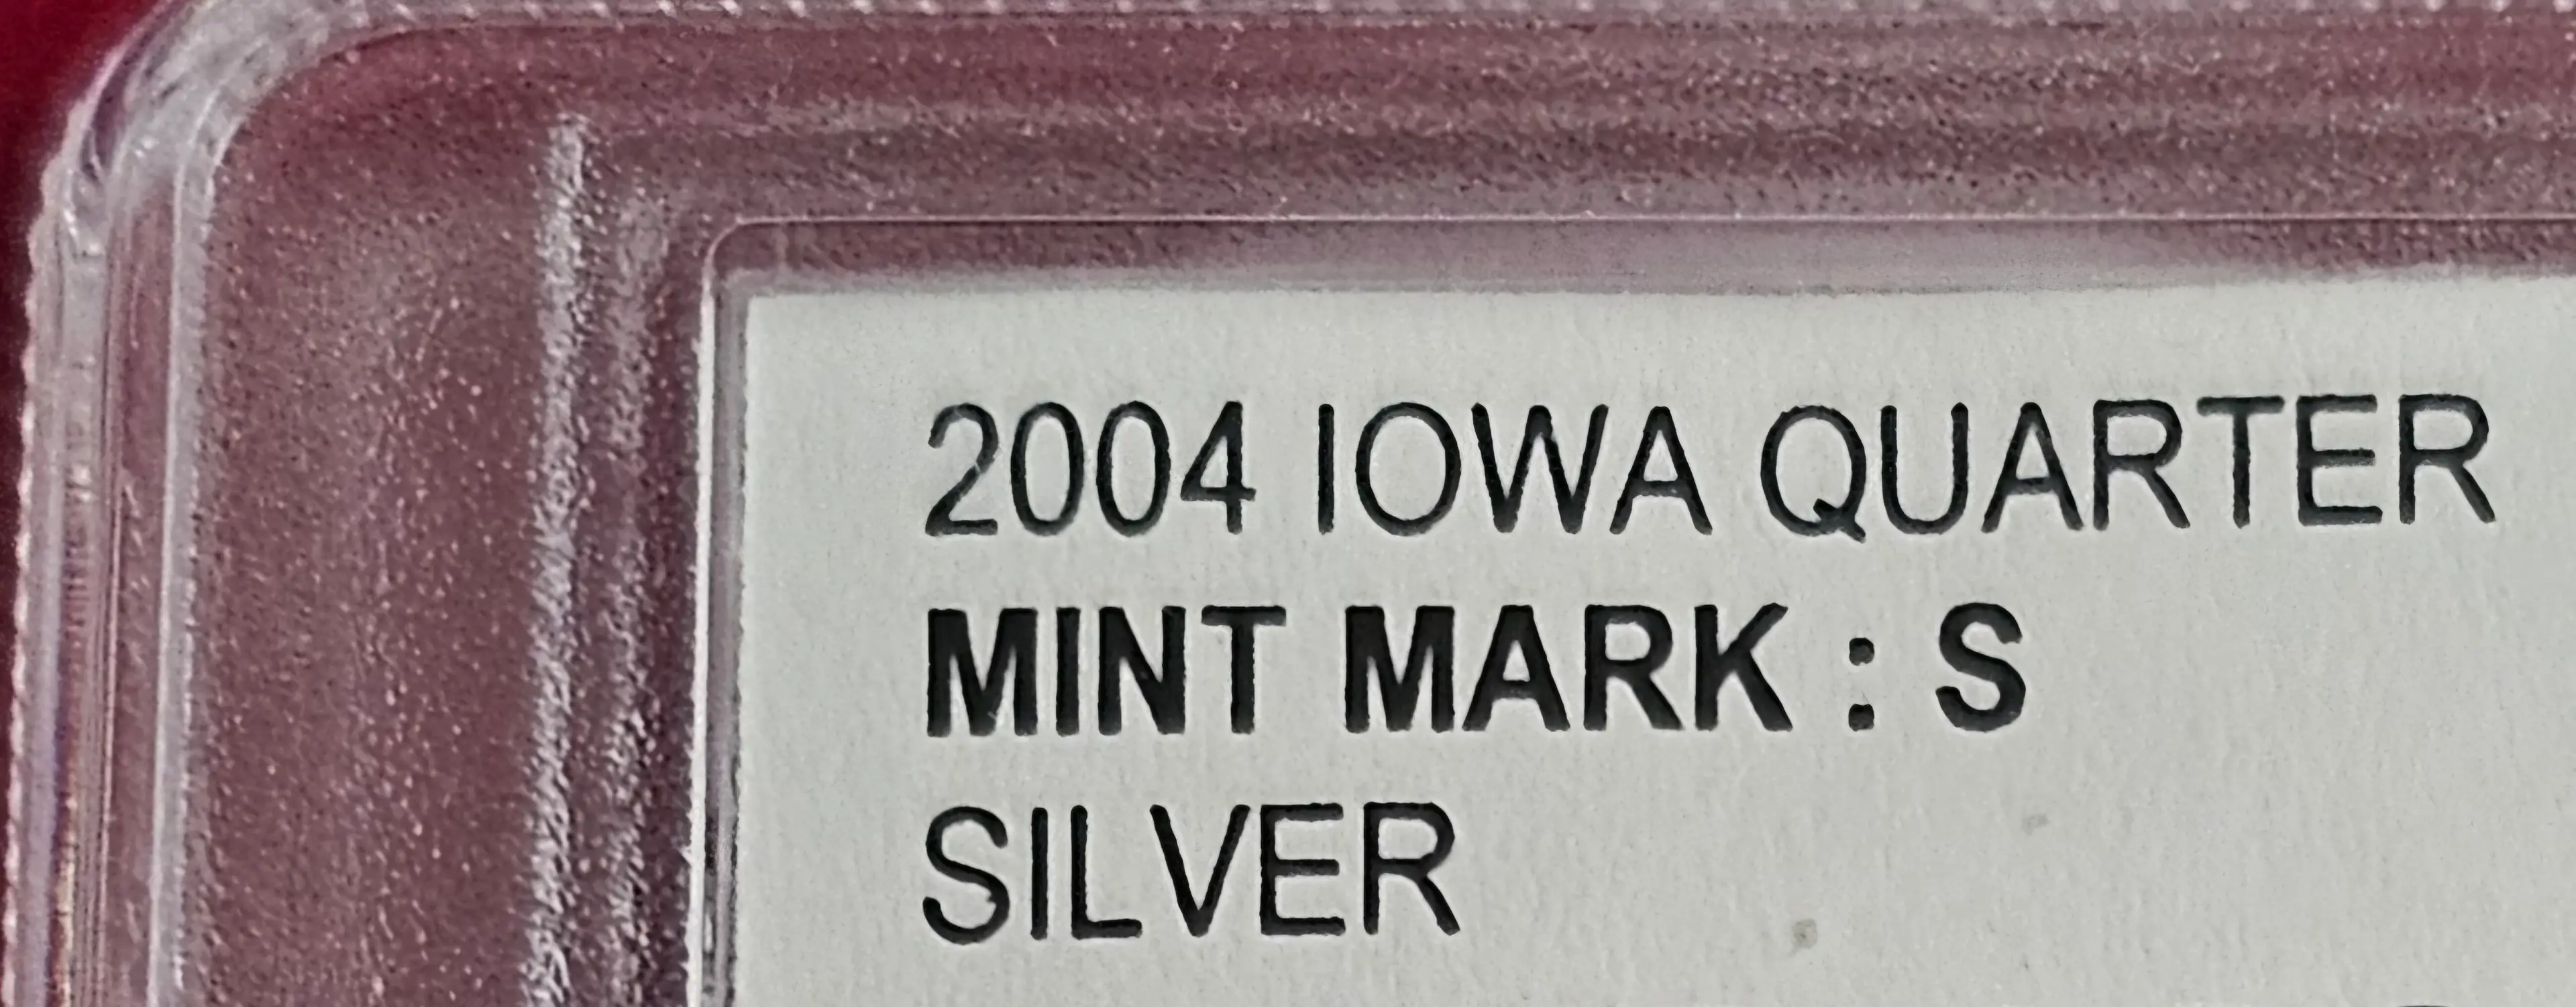 2004 IOWA QUARTER
MINT MARK : S
SILVER